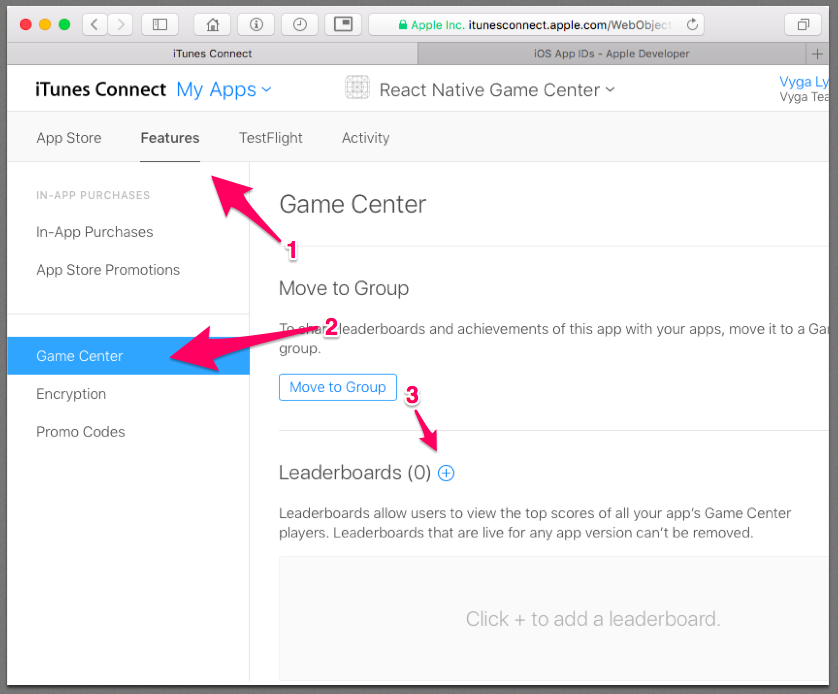 Apple Inc. itunesconnect.apple.com/WebObject
iTunes Connect
iOS App IDs - Apple Developer
iTunes Connect My Apps
React Native Game Center
Vyga Ly
Vyga Tea
App Store Features TestFlight Activity
IN-APP PURCHASES
In-App Purchases
App Store Promotions
Game Center
Encryption
Promo Codes
1
2
3
Game Center
Move to Group
leaderboards and achievements of this app with your apps, move it to a Gam
group.
Move to Group
Leaderboards (0)
Leaderboards allow users to view the top scores of all your app's Game Center
players. Leaderboards that are live for any app version can't be removed.
Click + to add a leaderboard.